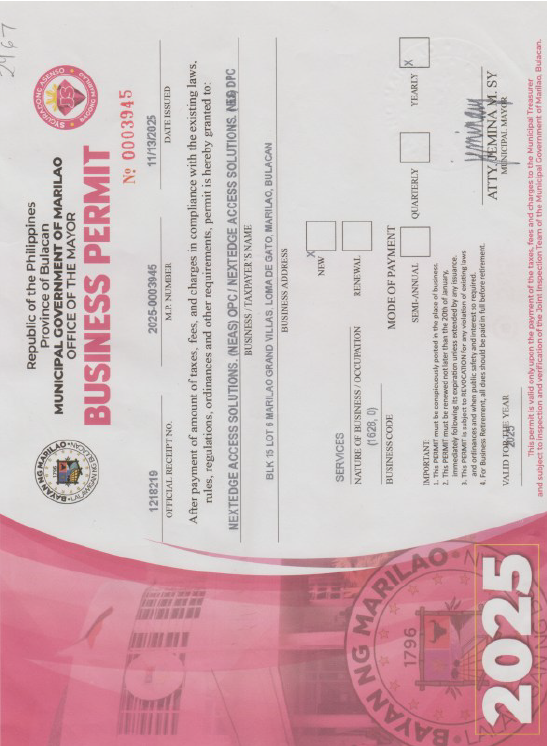 2467
Republic of the Philippines
Province of Bulacan
MUNICIPAL GOVERNMENT OF MARILAO
OFFICE OF THE MAYOR
BUSINESS PERMIT
No 0003945
BAYAN NG MARILAO
LALAWIGAN NG BULACAN
1796
1218219
OFFICIAL RECEIPT NO.
2025-0003945
M.P. NUMBER
11/13/2025
DATE ISSUED
After payment of amount of taxes, fees, and charges in compliance with the existing laws,
rules, regulations, ordinances and other requirements, permit is hereby granted to:
NEXTEDGE ACCESS SOLUTIONS. (NEAS) OPC / NEXTEDGE ACCESS SOLUTIONS. OPC
BUSINESS / TAXPAYER'S NAME
BLK 15 LOT 6 MARILAO GRAND VILLAS, LOMA DE GATO, MARILAO, BULACAN
BUSINESS ADDRESS
SERVICES
NATURE OF BUSINESS / OCCUPATION
(1628, 0)
BUSINESS CODE
X
NEW
RENEWAL
MODE OF PAYMENT
SEMI-ANNUAL
QUARTERLY
YEARLY
X
IMPORTANT:
1. This PERMIT must be conspicuously posted in the place of business.
2. This PERMIT must be renewed not later than the 20th of January,
immediately following its expiration unless extended by any issuance.
3. This PERMIT is subject to REVOCATION for any violation of existing laws
and ordinances and when public safety and interest so required.
4. For Business Retirement, all dues should be paid in full before retirement.
VALID FOR THE YEAR
2025
ATTY. JEMINA M. SY
MUNICIPAL MAYOR
This permit is valid only upon the payment of the taxes, fees and charges to the Municipal Treasurer
and subject to inspection and verification of the Joint Inspection Team of the Municipal Government of Marilao, Bulacan.
BAYAN NG MARILAO
1796
2025